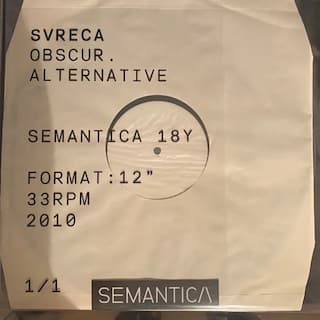 SVRECA
OBSCUR.
ALTERNATIVE
SEMANTICA 18Y
FORMAT:12”
33RPM
2010
1/1
SEMANTICA